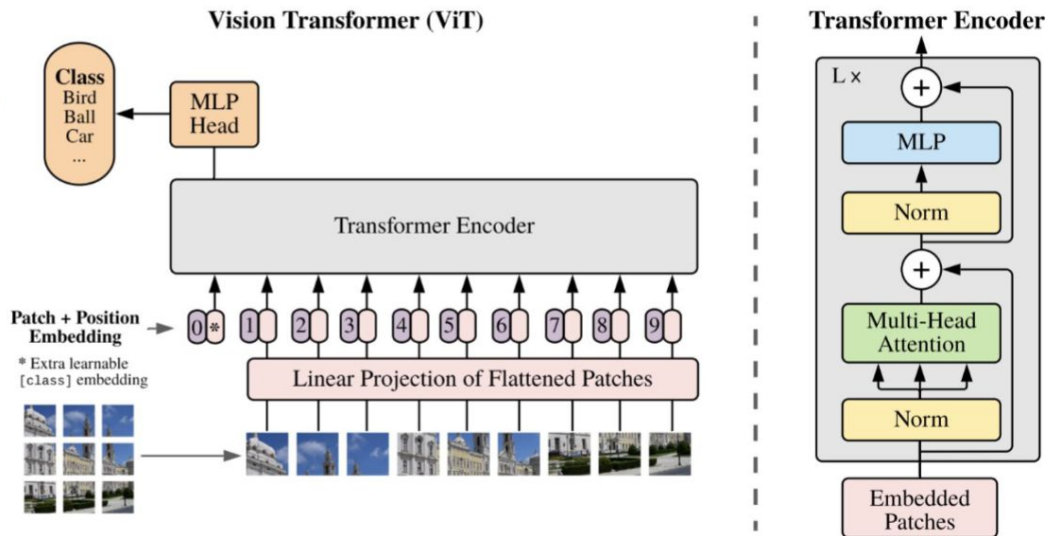 Vision Transformer (ViT)
Class
Bird
Ball
Car
...
MLP
Head
Transformer Encoder
Patch + Position
Embedding
0 * 1 2 3 4 5 6 7 8 9
* Extra learnable
[class] embedding
Linear Projection of Flattened Patches
Transformer Encoder
L ×
+
MLP
Norm
+
Multi-Head
Attention
Norm
Embedded
Patches